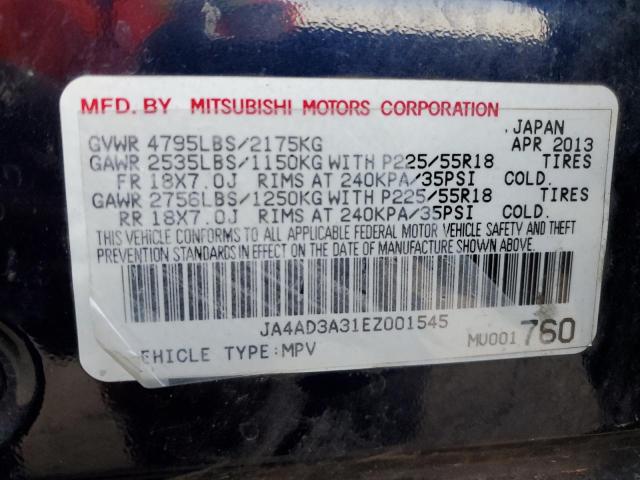 MFD. BY MITSUBISHI MOTORS CORPORATION
JAPAN
GVWR 4795LBS/2175KG APR 2013
GAWR 2535LBS/1150KG WITH P225/55R18 TIRES
FR 18X7.0J RIMS AT 240KPA/35PSI COLD.
GAWR 2756LBS/1250KG WITH P225/55R18 TIRES
RR 18X7.0J RIMS AT 240KPA/35PSI COLD.
THIS VEHICLE CONFORMS TO ALL APPLICABLE FEDERAL MOTOR VEHICLE SAFETY AND THEFT
PREVENTION STANDARDS IN EFFECT ON THE DATE OF MANUFACTURE SHOWN ABOVE.
JA4AD3A31EZ001545
EHICLE TYPE:MPV MU001760